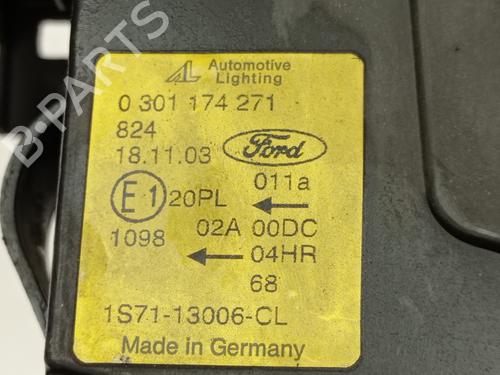 AL Automotive
Lighting
0 301 174 271
824
18.11.03 Ford
E1 20PL 011a
02A 00DC
1098 04HR
68
1S71-13006-CL
Made in Germany
B-PARTS